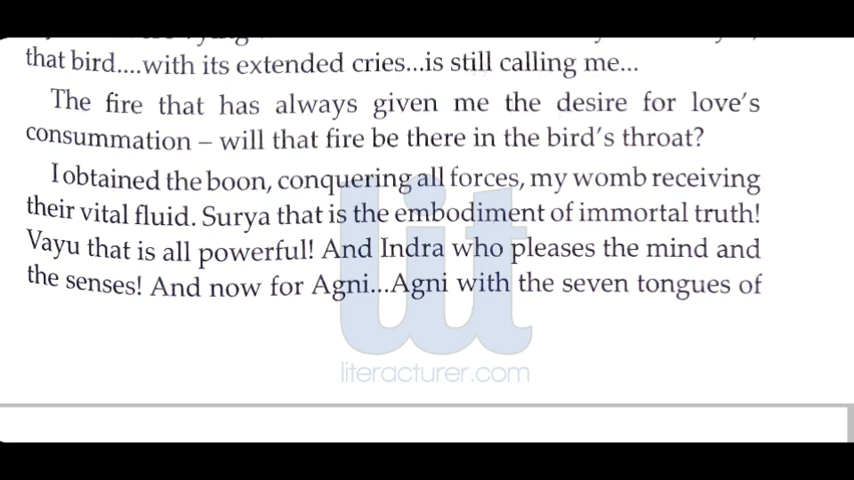 that bird....with its extended cries...is still calling me...
The fire that has always given me the desire for love's
consummation – will that fire be there in the bird's throat?
I obtained the boon, conquering all forces, my womb receiving
their vital fluid. Surya that is the embodiment of immortal truth!
Vayu that is all powerful! And Indra who pleases the mind and
the senses! And now for Agni...Agni with the seven tongues of
lit
literacturer.com